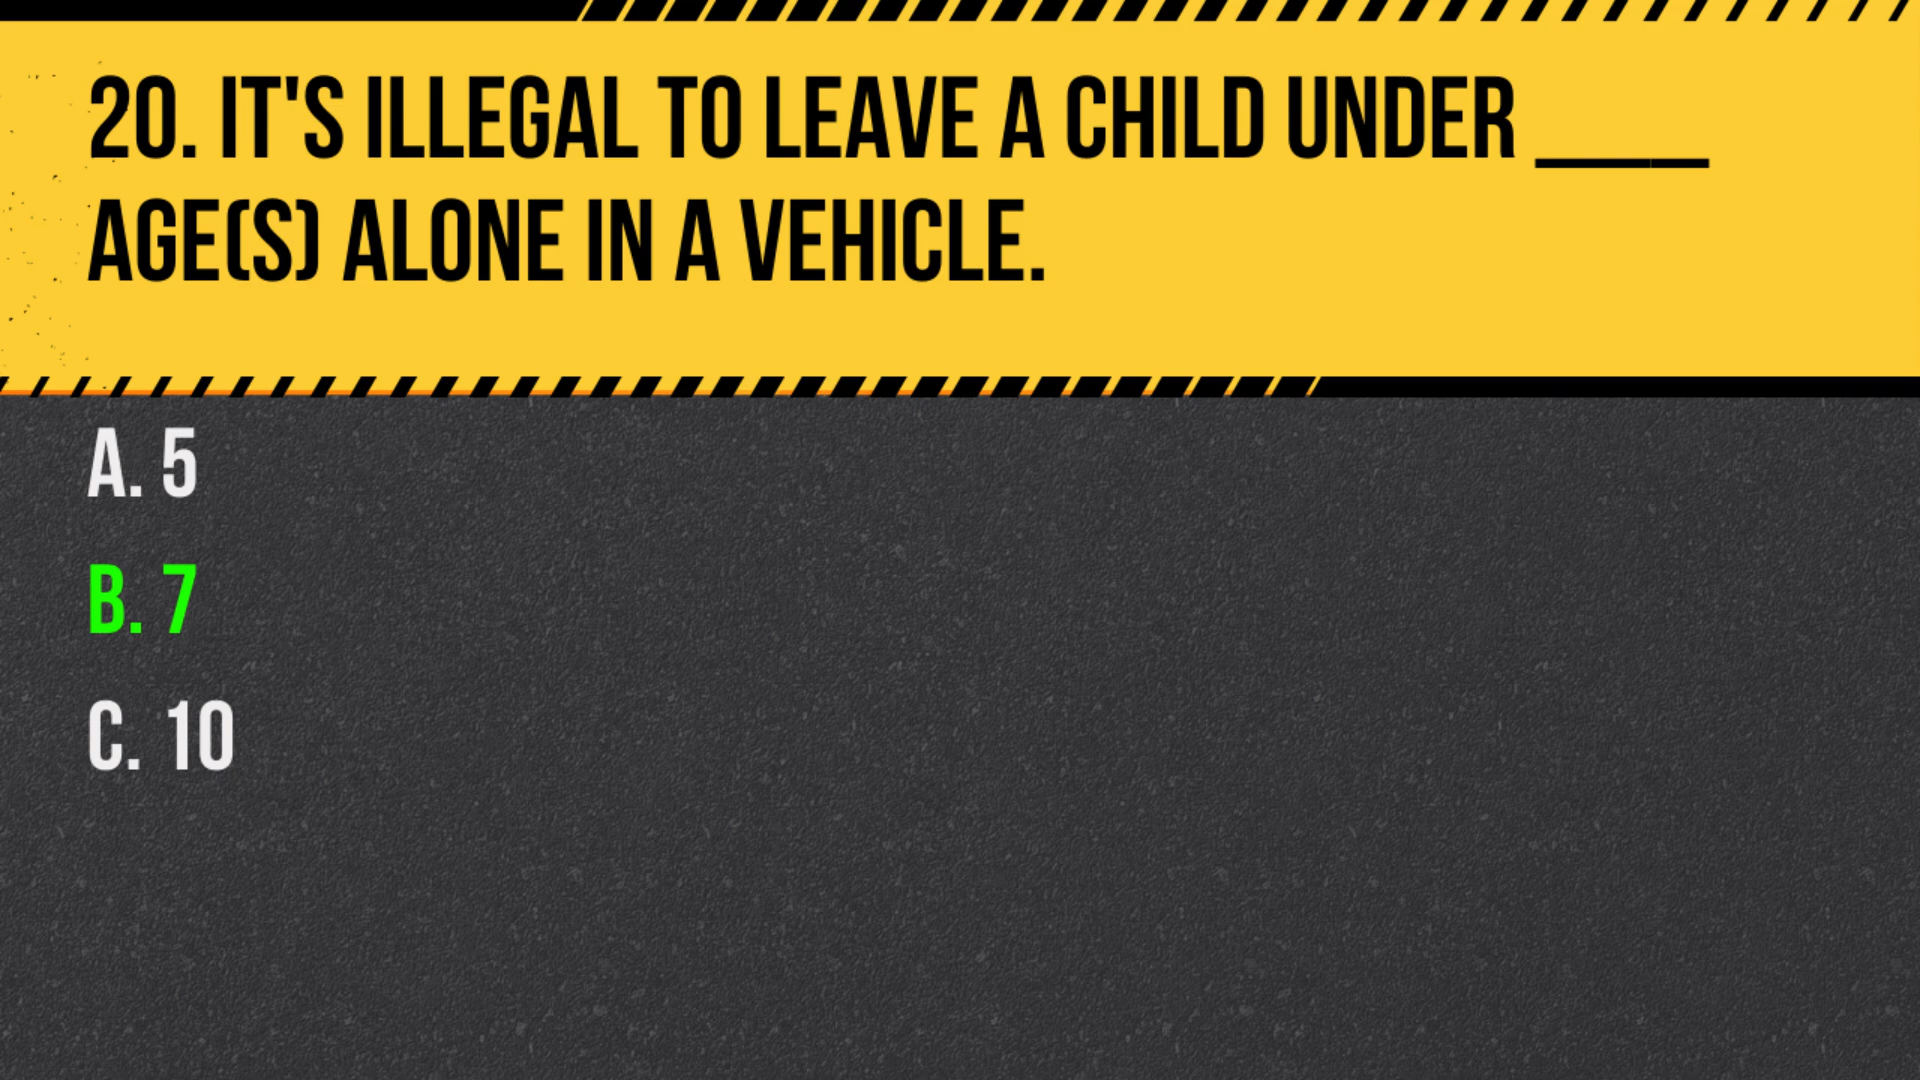 20. IT'S ILLEGAL TO LEAVE A CHILD UNDER ____
AGE(S) ALONE IN A VEHICLE.
A. 5
B. 7
C. 10